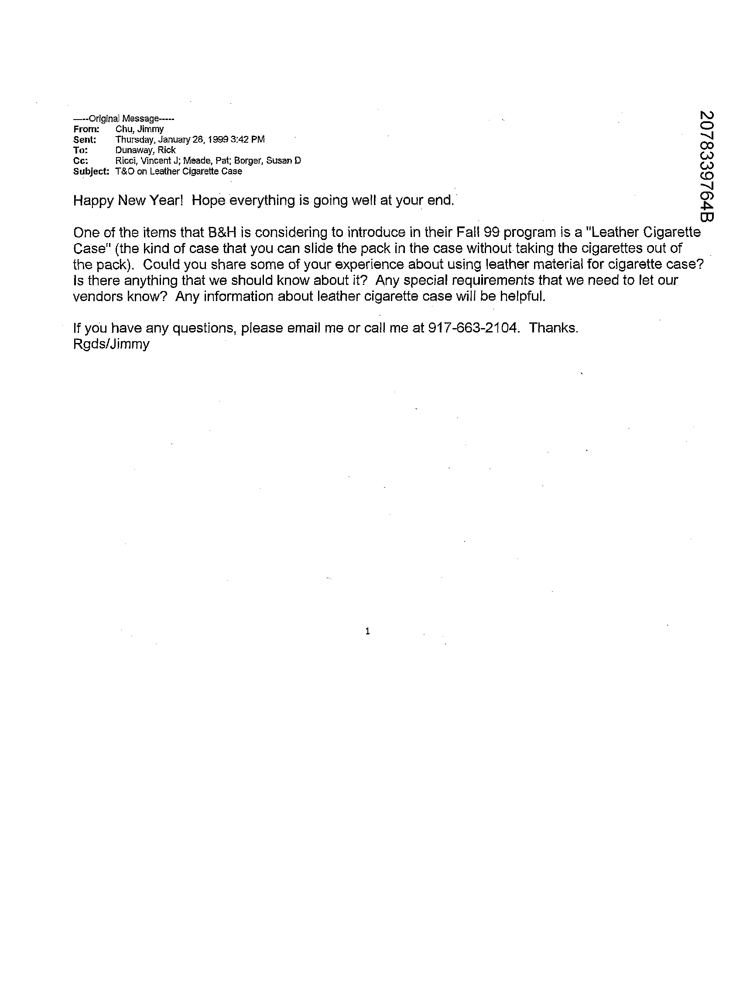 -----Original Message-----
From: Chu, Jimmy
Sent: Thursday, January 28, 1999 3:42 PM
To: Dunaway, Rick
Cc: Ricci, Vincent J; Meade, Pat; Borger, Susan D
Subject: T&O on Leather Cigarette Case
Happy New Year! Hope everything is going well at your end.
One of the items that B&H is considering to introduce in their Fall 99 program is a "Leather Cigarette
Case" (the kind of case that you can slide the pack in the case without taking the cigarettes out of
the pack). Could you share some of your experience about using leather material for cigarette case?
Is there anything that we should know about it? Any special requirements that we need to let our
vendors know? Any information about leather cigarette case will be helpful.
If you have any questions, please email me or call me at 917-663-2104. Thanks.
Rgds/Jimmy
1
2078339764B